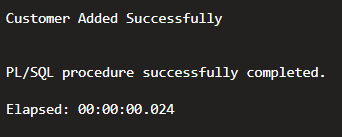 Customer Added Successfully
PL/SQL procedure successfully completed.
Elapsed: 00:00:00.024